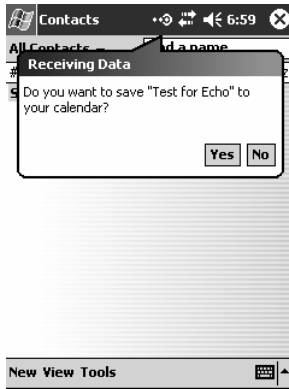 Contacts 6:59
All Contacts
d a name
Receiving Data
Do you want to save "Test for Echo" to
your calendar?
Yes No
New View Tools